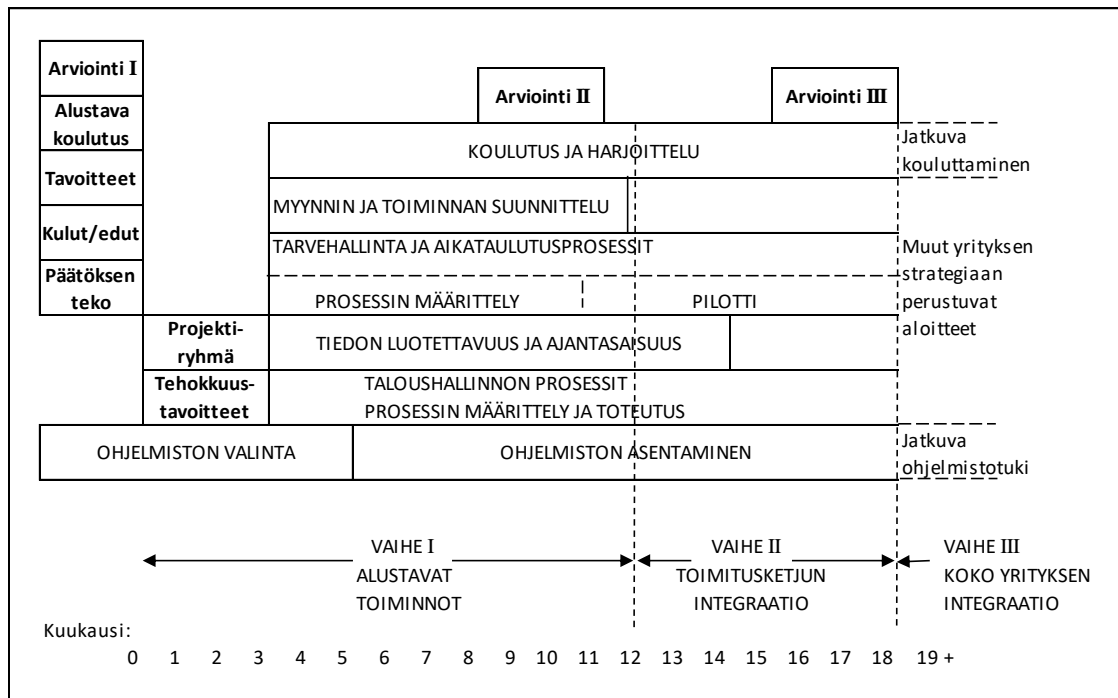 Arviointi I
Alustava
koulutus
Tavoitteet
Kulut/edut
Päätöksen
teko
Arviointi II
Arviointi III
KOULUTUS JA HARJOITTELU
Jatkuva
kouluttaminen
MYYNNIN JA TOIMINNAN SUUNNITTELU
TARVEHALLINTA JA AIKATAULUTUSPROSESSIT
PROSESSIN MÄÄRITTELY
PILOTTI
Muut yrityksen
strategiaan
perustuvat
aloitteet
Projekti-
ryhmä
TIEDON LUOTETTAVUUS JA AJANTASAISUUS
Tehokkuus-
tavoitteet
TALOUSHALLINNON PROSESSIT
PROSESSIN MÄÄRITTELY JA TOTEUTUS
OHJELMISTON VALINTA
OHJELMISTON ASENTAMINEN
Jatkuva
ohjelmistotuki
VAIHE I
ALUSTAVAT
TOIMINNOT
VAIHE II
TOIMITUSKETJUN
INTEGRAATIO
VAIHE III
KOKO YRITYKSEN
INTEGRAATIO
Kuukausi:
0 1 2 3 4 5 6 7 8 9 10 11 12 13 14 15 16 17 18 19 +